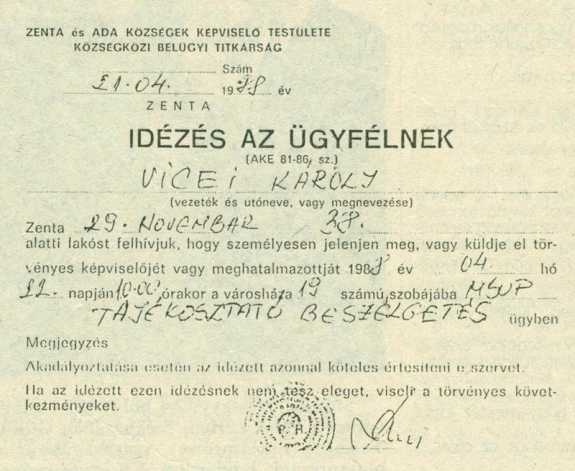 ZENTA és ADA KÖZSÉGEK KÉPVISELŐ TESTÜLETE
KÖZSÉGKÖZI BELÜGYI TITKÁRSÁG
Szám
21.04. 1988 év
ZENTA
IDÉZÉS AZ ÜGYFÉLNEK
(AKE 81-86, sz.)
VICEI KÁROLY
(vezeték és utóneve, vagy megnevezése)
Zenta 29. NOVEMBAR 38.
alatti lakóst felhívjuk, hogy személyesen jelenjen meg, vagy küldje el tör-
vényes képviselőjét vagy meghatalmazottját 1988 év 04 hó
22. napján 10.00 órakor a városháza 19 számú szobájába MSUP
TAJÉKOSZTATÓ BESZÉLGETÉS ügyben
Megjegyzés
Akadályoztatása esetén az idézett azonnal köteles értesíteni e szervet.
Ha az idézett ezen idézésnek nem tesz eleget, viseli a törvényes követ-
kezményeket.
P. H.